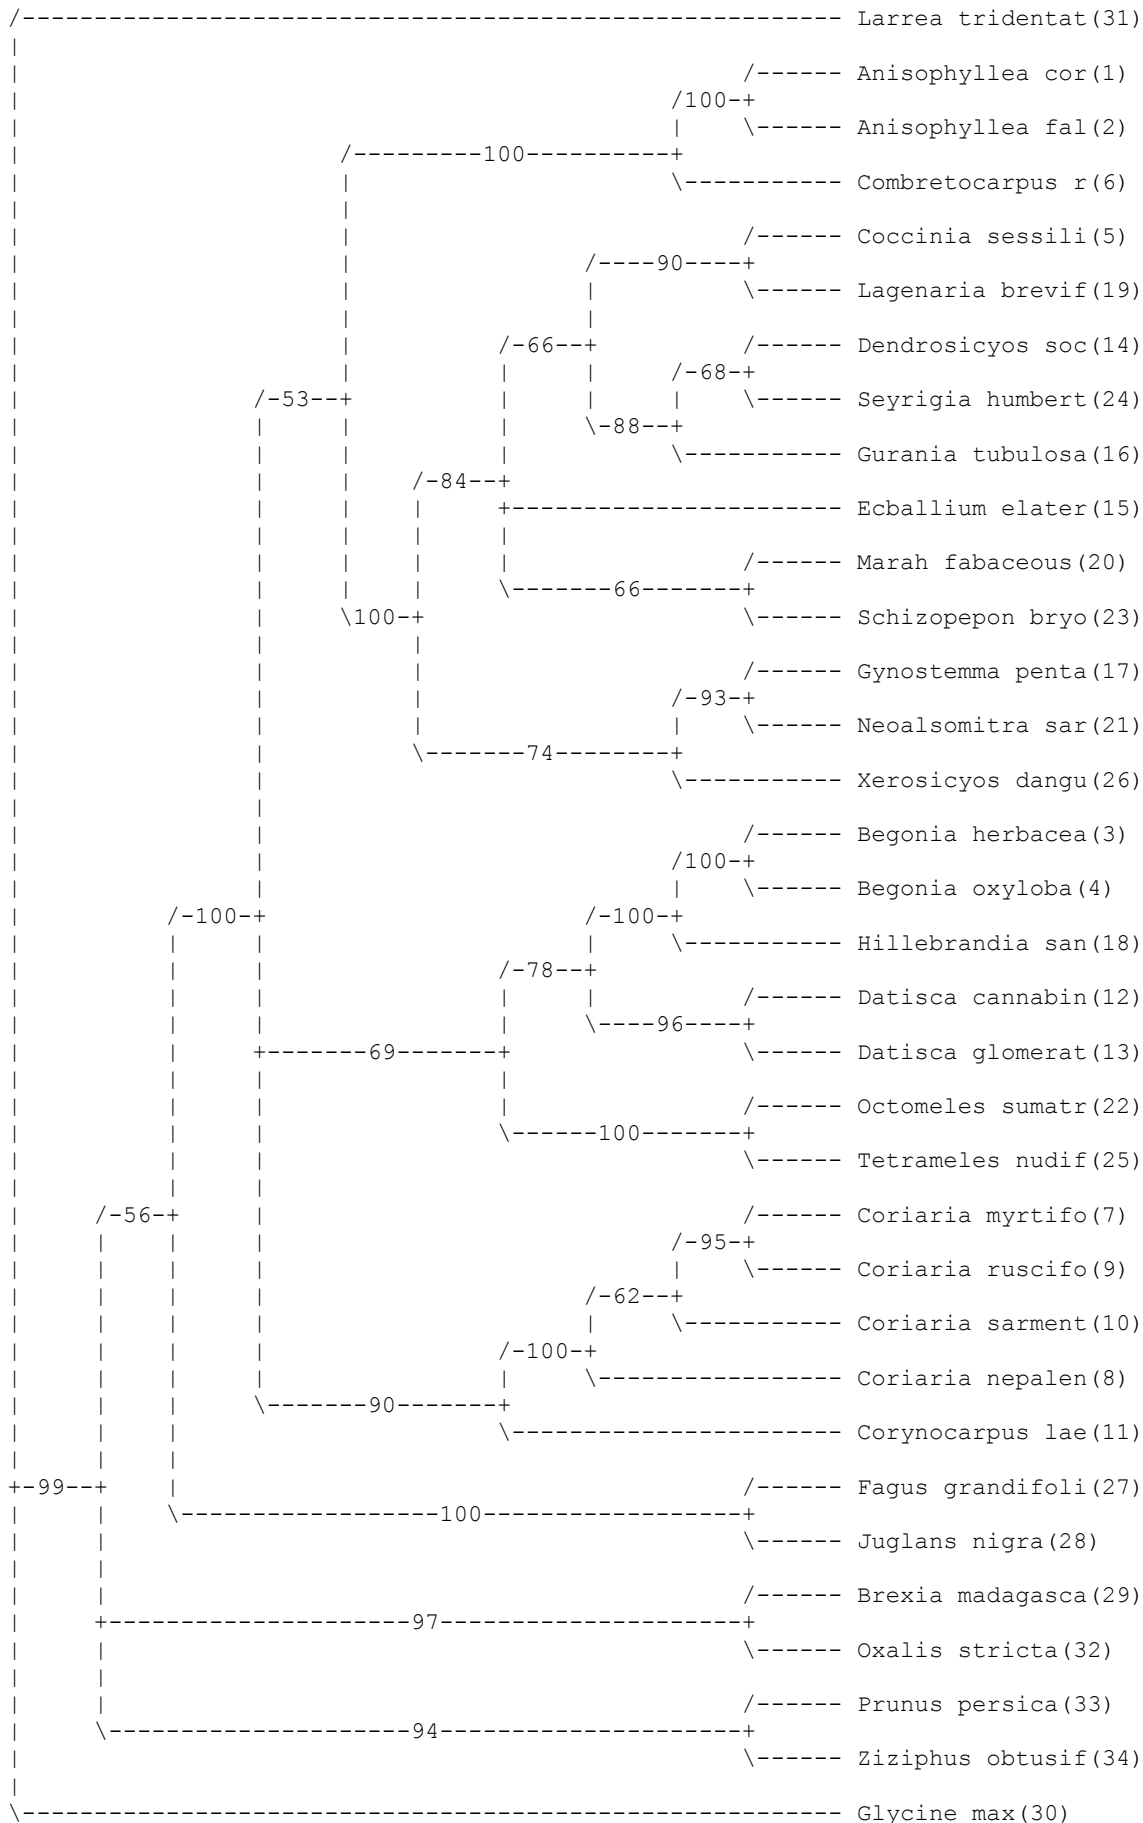 Larrea tridentat(31)
Anisophyllea cor(1)
100
Anisophyllea fal(2)
100
Combretocarpus r(6)
Coccinia sessili(5)
90
Lagenaria brevif(19)
66 Dendrosicyos soc(14)
68
53 Seyrigia humbert(24)
88
Gurania tubulosa(16)
84
Ecballium elater(15)
Marah fabaceous(20)
66
100 Schizopepon bryo(23)
Gynostemma penta(17)
93
Neoalsomitra sar(21)
74
Xerosicyos dangu(26)
Begonia herbacea(3)
100
Begonia oxyloba(4)
100 100
Hillebrandia san(18)
78
Datisca cannabin(12)
96
69 Datisca glomerat(13)
Octomeles sumatr(22)
100
Tetrameles nudif(25)
56 Coriaria myrtifo(7)
95
Coriaria ruscifo(9)
62
Coriaria sarment(10)
100
Coriaria nepalen(8)
90
Corynocarpus lae(11)
99 Fagus grandifoli(27)
100
Juglans nigra(28)
Brexia madagasca(29)
97
Oxalis stricta(32)
Prunus persica(33)
94
Ziziphus obtusif(34)
Glycine max(30)